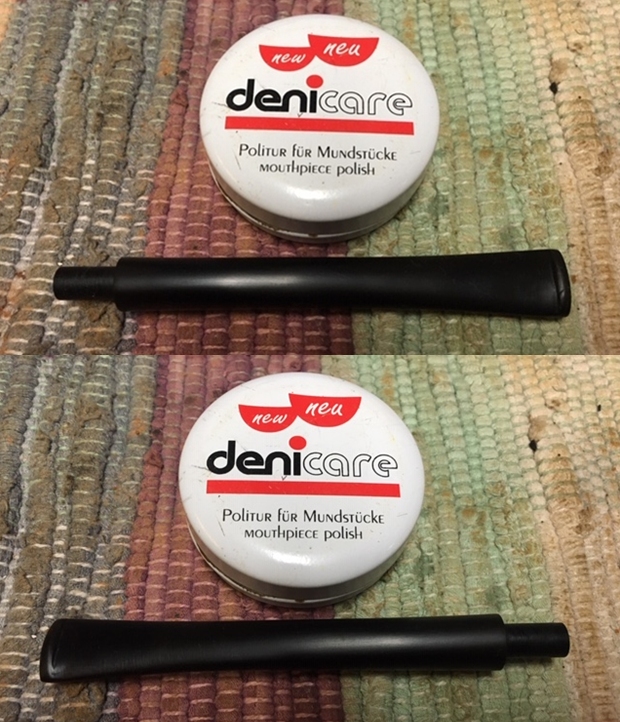 new neu
denicare
Politur für Mundstücke
mouthpiece polish
new neu
denicare
Politur für Mundstücke
mouthpiece polish